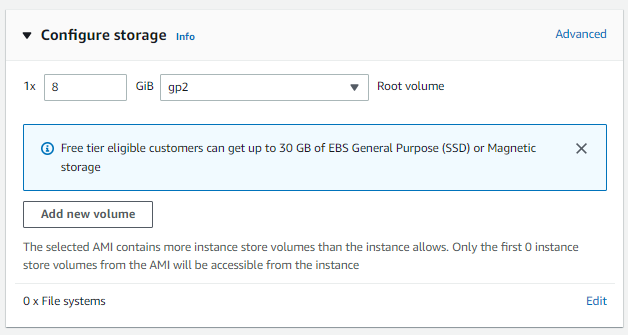 Configure storage Info Advanced
1x 8 GiB gp2 Root volume
Free tier eligible customers can get up to 30 GB of EBS General Purpose (SSD) or Magnetic
storage
Add new volume
The selected AMI contains more instance store volumes than the instance allows. Only the first 0 instance
store volumes from the AMI will be accessible from the instance
0 x File systems Edit